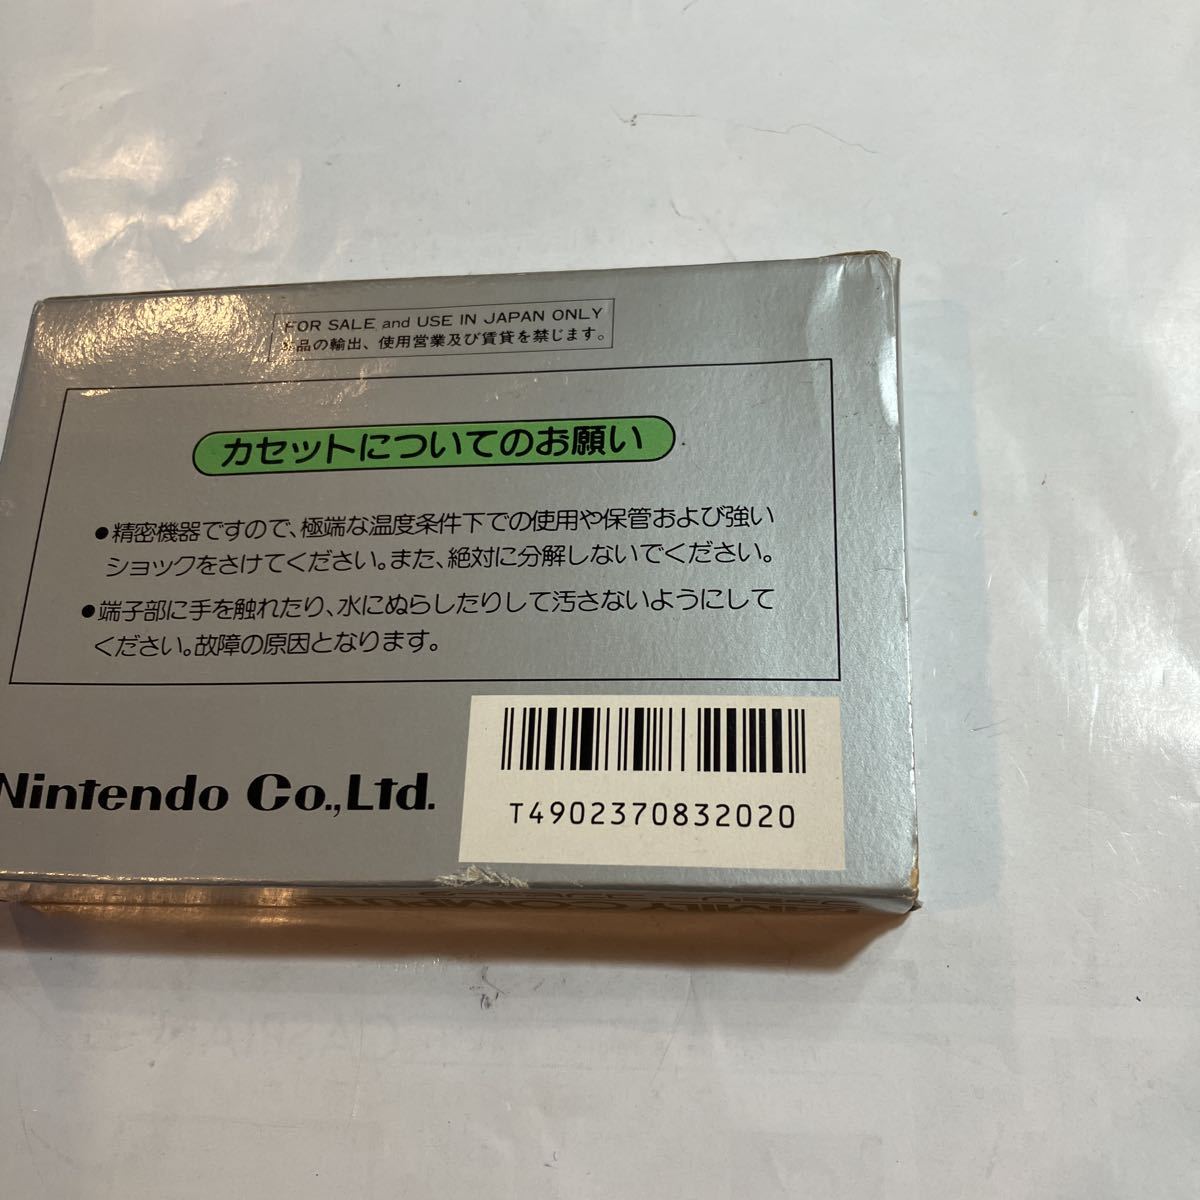 FOR SALE and USE IN JAPAN ONLY
品の輸出、使用営業及び賃貸を禁じます。
カセットについてのお願い
●精密機器ですので、極端な温度条件下での使用や保管および強い
ショックをさけてください。また、絶対に分解しないでください。
●端子部に手を触れたり、水にぬらしたりして汚さないようにして
ください。故障の原因となります。
Nintendo Co.,Ltd.
T4902370832020